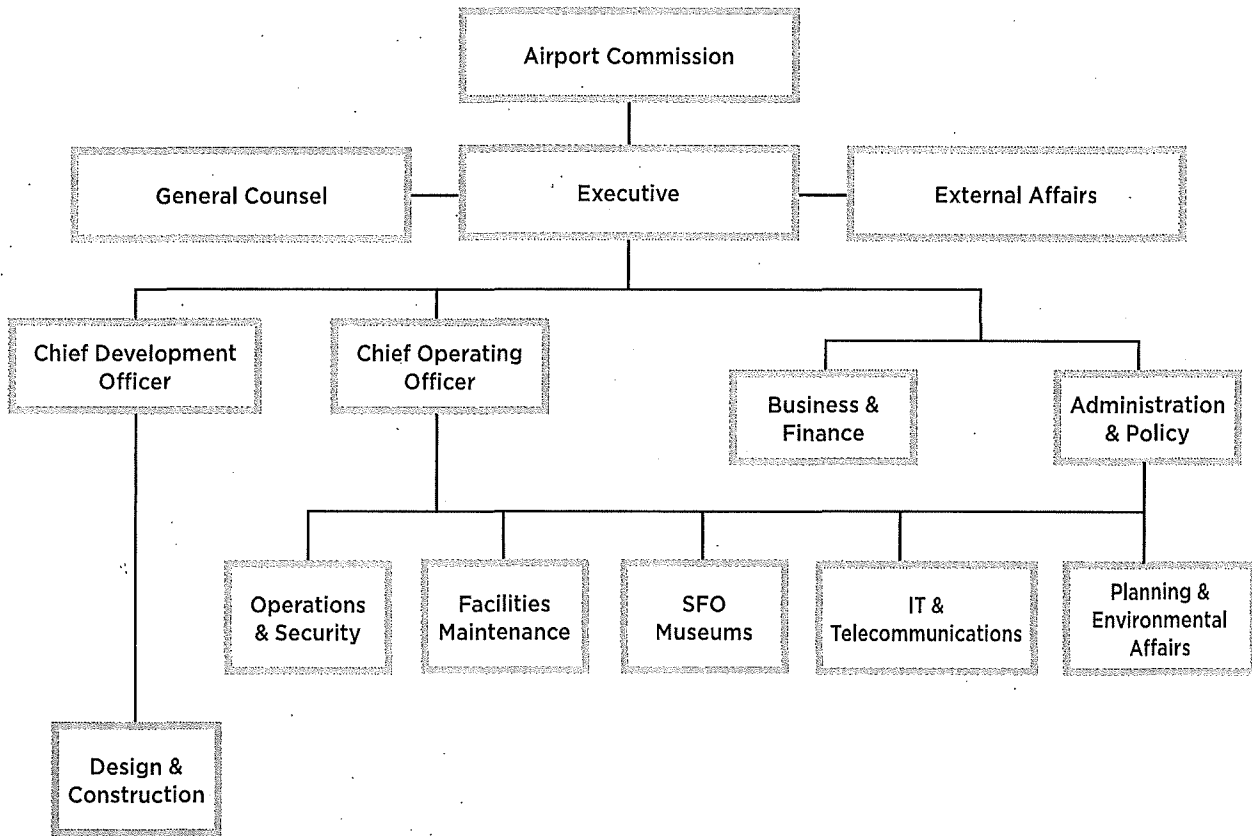 Airport Commission
General Counsel
Executive
External Affairs
Chief Development
Officer
Chief Operating
Officer
Business &
Finance
Administration
& Policy
Operations
& Security
Facilities
Maintenance
SFO
Museums
IT &
Telecommunications
Planning &
Environmental
Affairs
Design &
Construction